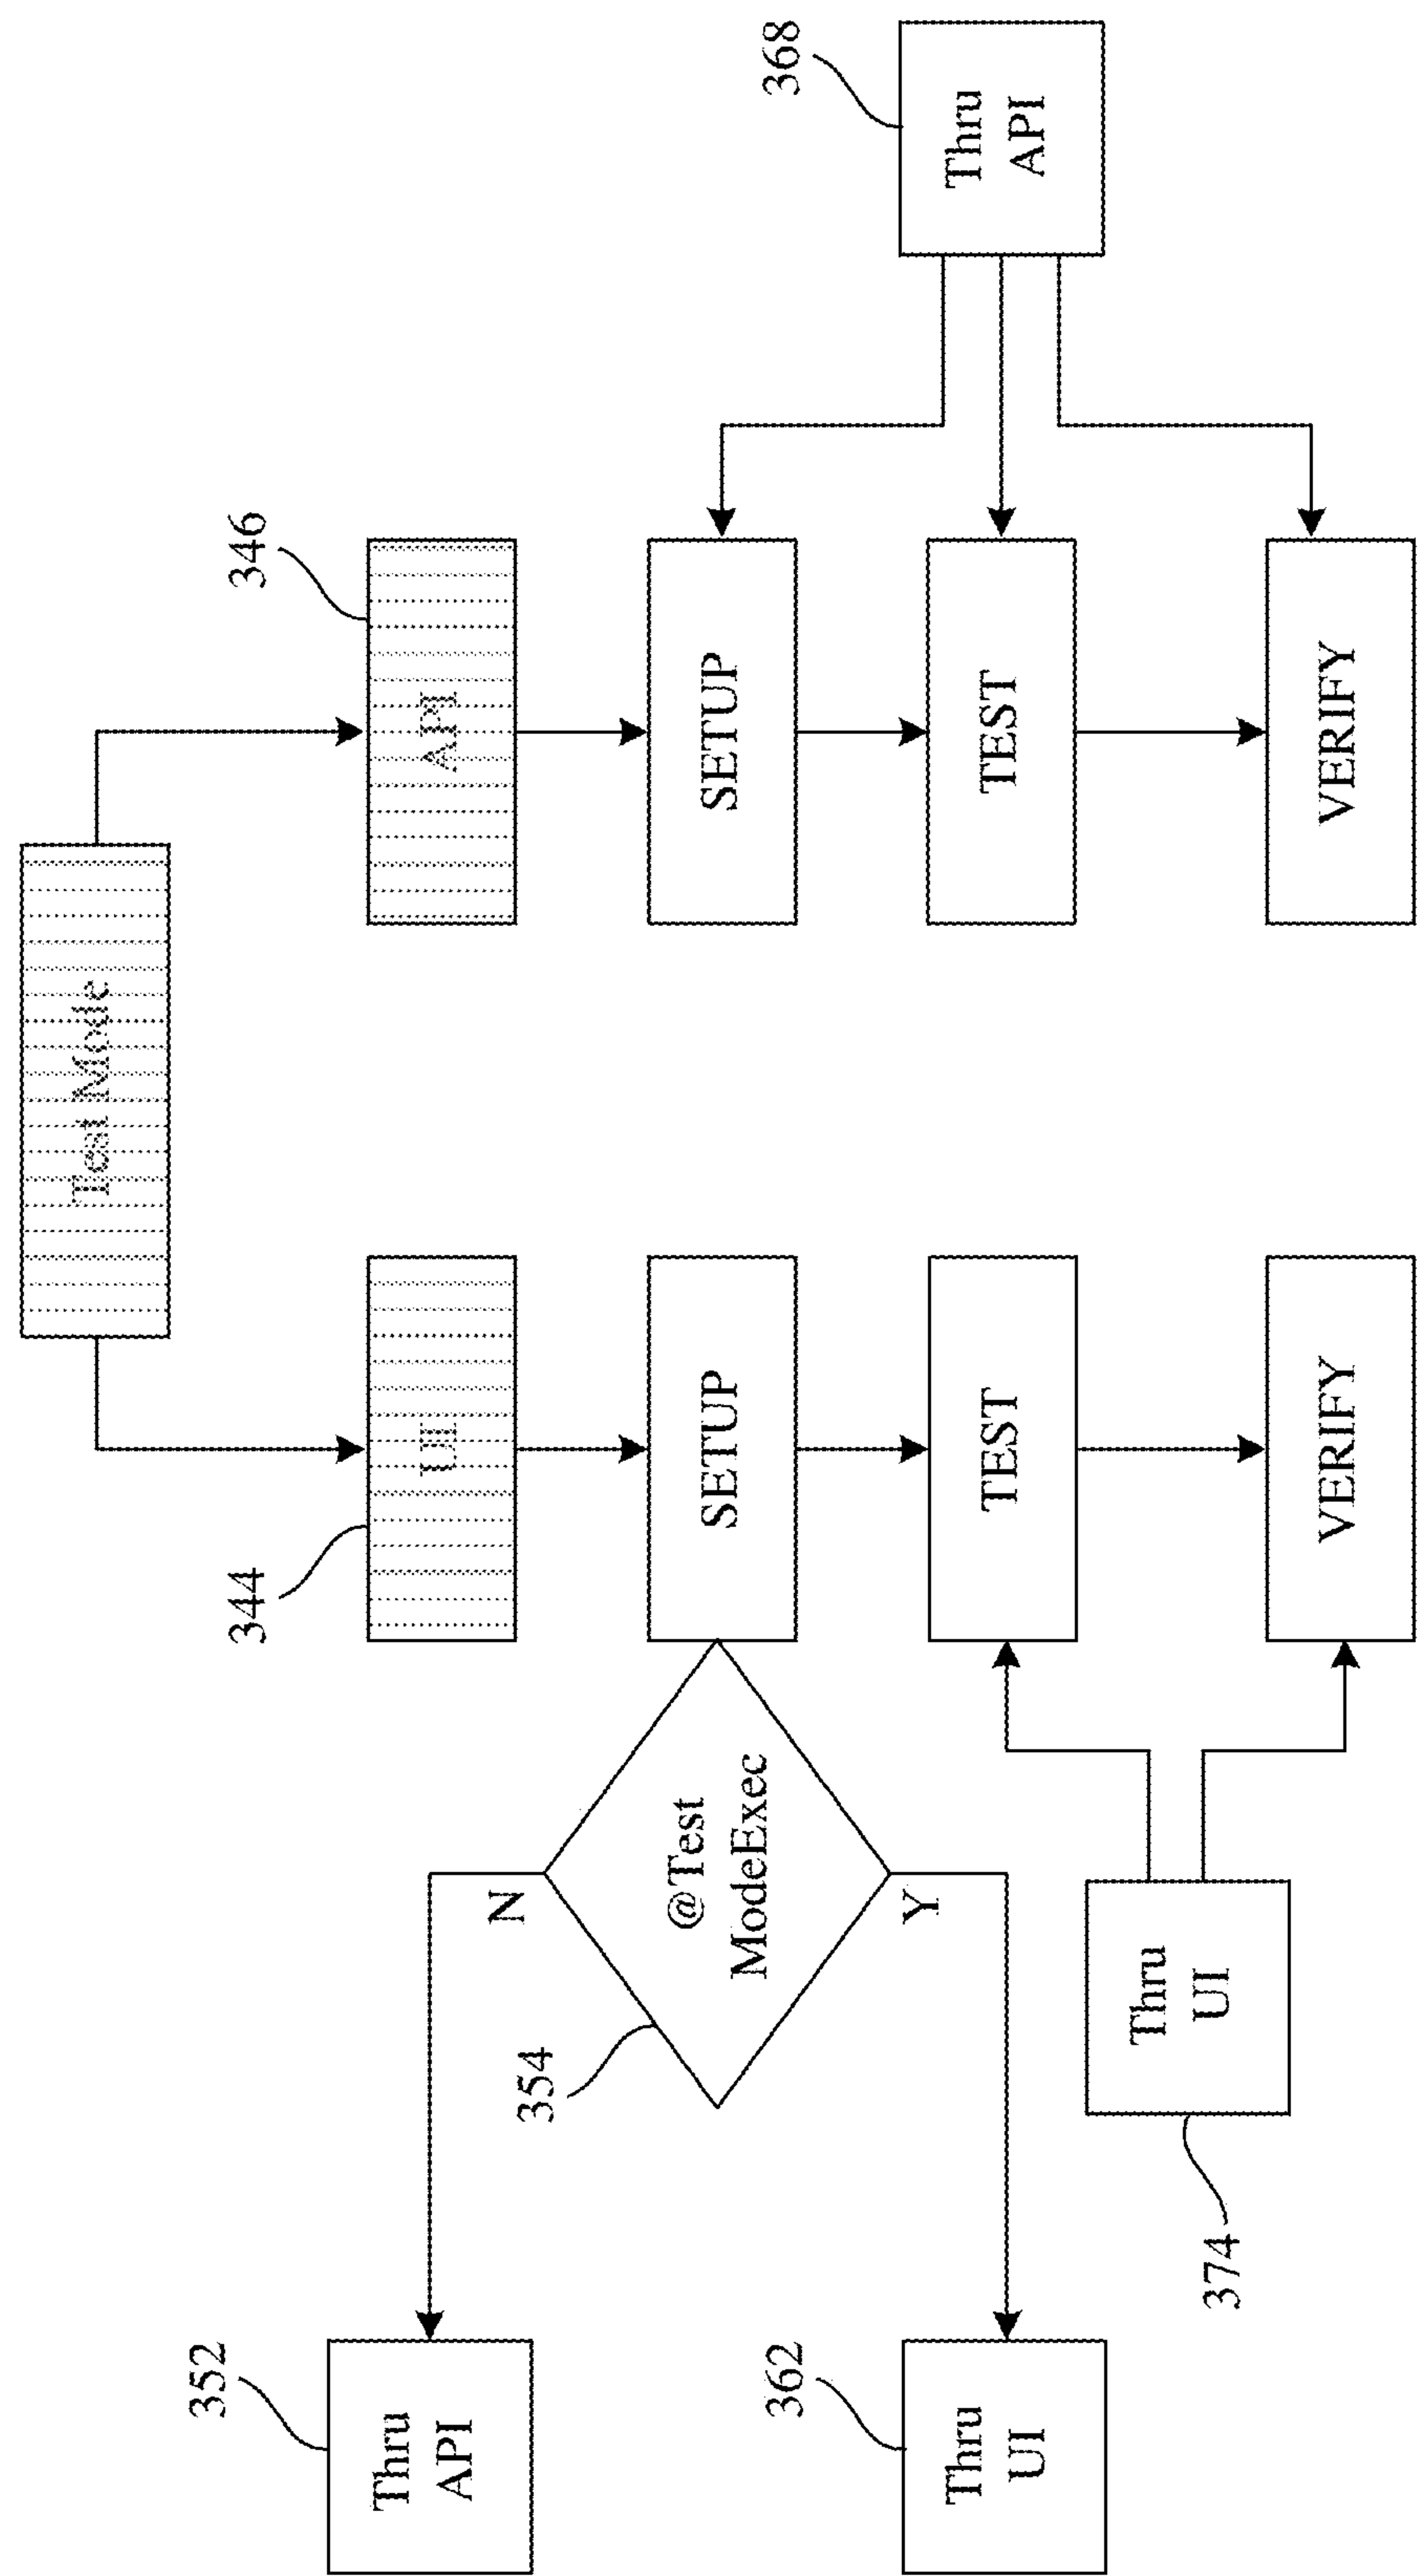 Test Mode
344
UI
346
API
352
Thru
API
N
354
@Test
ModeExec
Y
362
Thru
UI
SETUP
SETUP
TEST
TEST
368
Thru
API
374
Thru
UI
VERIFY
VERIFY